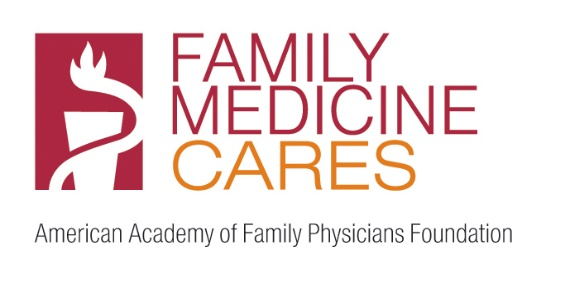 FAMILY
MEDICINE
CARES
American Academy of Family Physicians Foundation